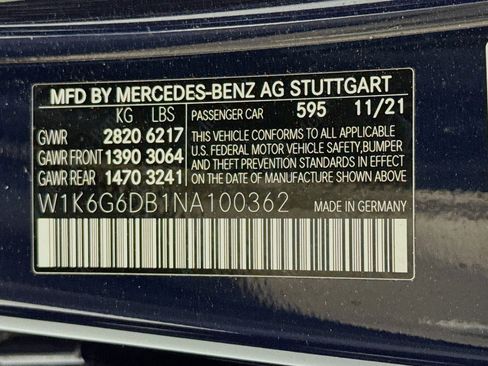 MFD BY MERCEDES-BENZ AG STUTTGART
KG LBS PASSENGER CAR 595 11/21
GVWR 2820 6217 THIS VEHICLE CONFORMS TO ALL APPLICABLE
GAWR FRONT 1390 3064 U.S. FEDERAL MOTOR VEHICLE SAFETY, BUMPER,
GAWR REAR 1470 3241 AND THEFT PREVENTION STANDARDS IN EFFECT
ON THE DATE OF MANUFACTURE SHOWN ABOVE.
W1K6G6DB1NA100362 MADE IN GERMANY